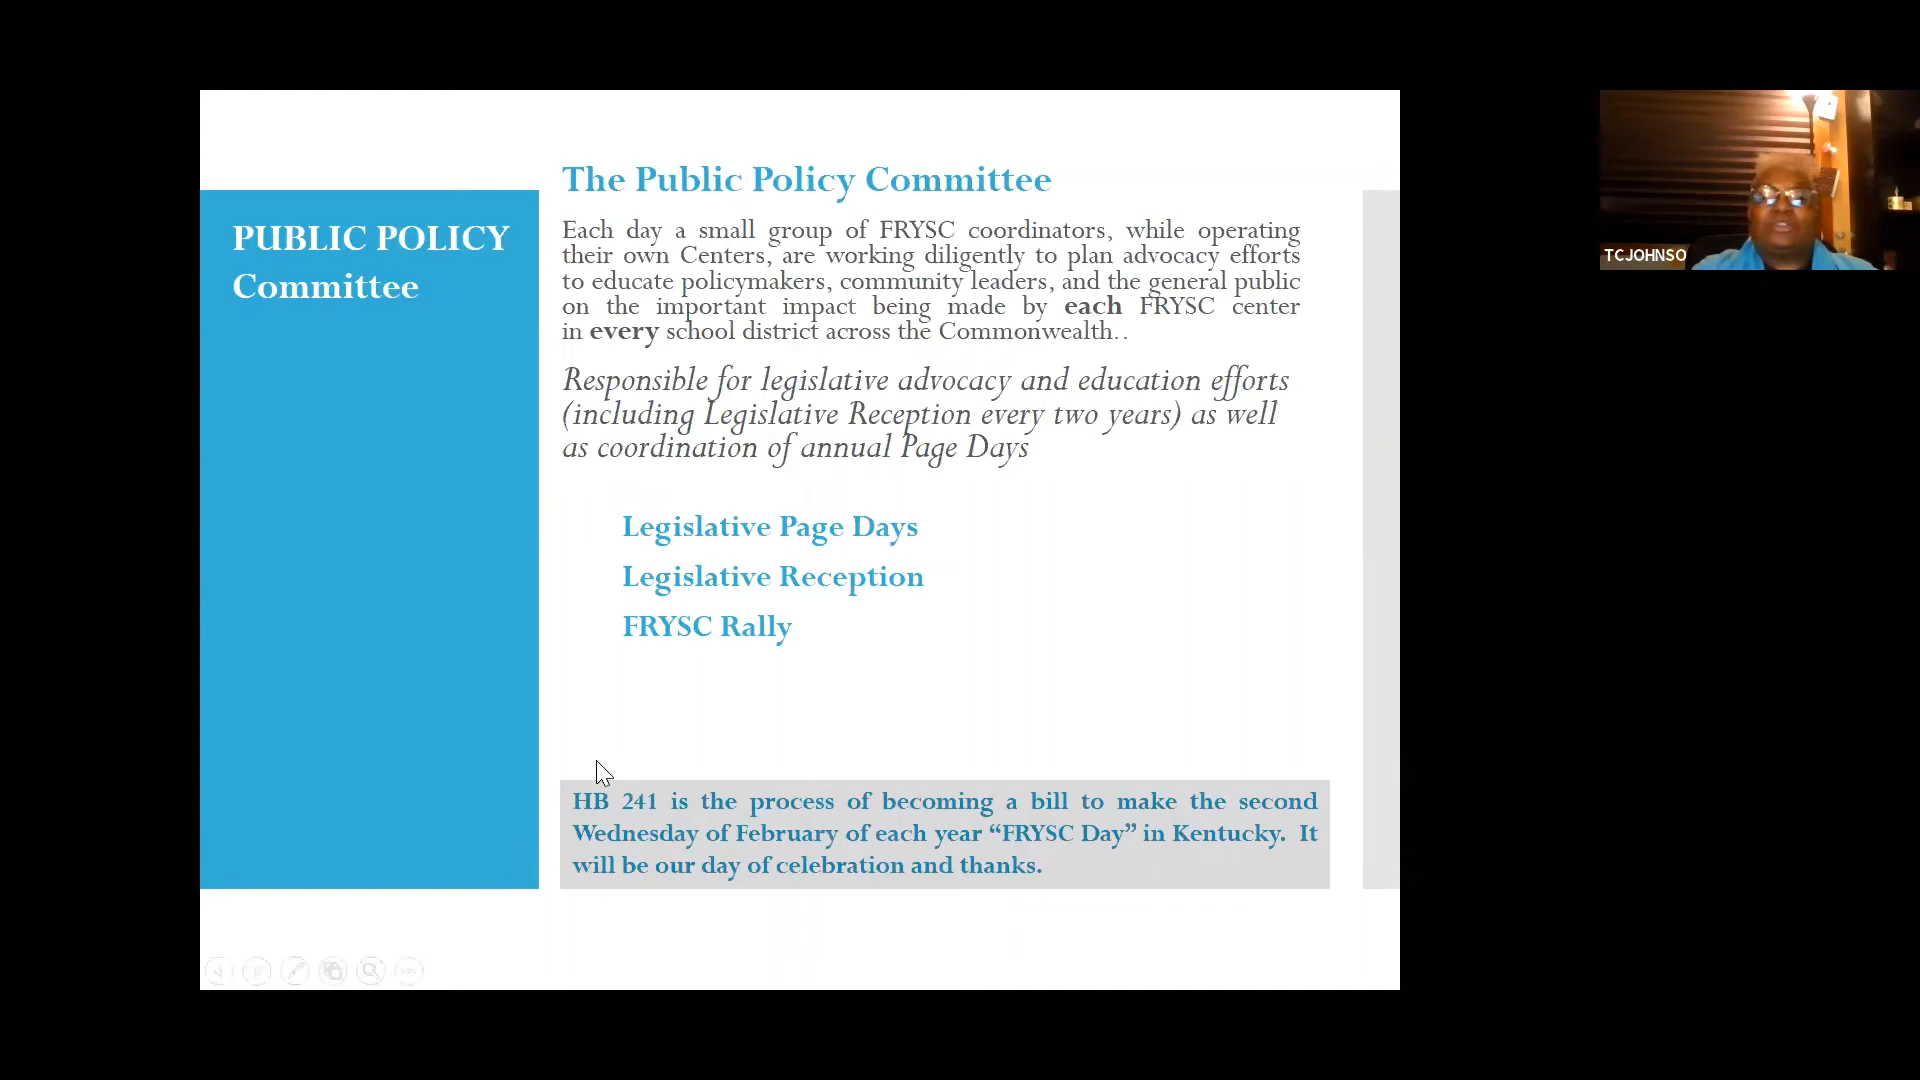 PUBLIC POLICY
Committee
The Public Policy Committee
Each day a small group of FRYSC coordinators, while operating
their own Centers, are working diligently to plan advocacy efforts
to educate policymakers, community leaders, and the general public
on the important impact being made by each FRYSC center
in every school district across the Commonwealth..
Responsible for legislative advocacy and education efforts
(including Legislative Reception every two years) as well
as coordination of annual Page Days
Legislative Page Days
Legislative Reception
FRYSC Rally
HB 241 is the process of becoming a bill to make the second
Wednesday of February of each year “FRYSC Day” in Kentucky. It
will be our day of celebration and thanks.
TCJOHNSO